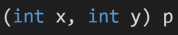 (int x, int y) p